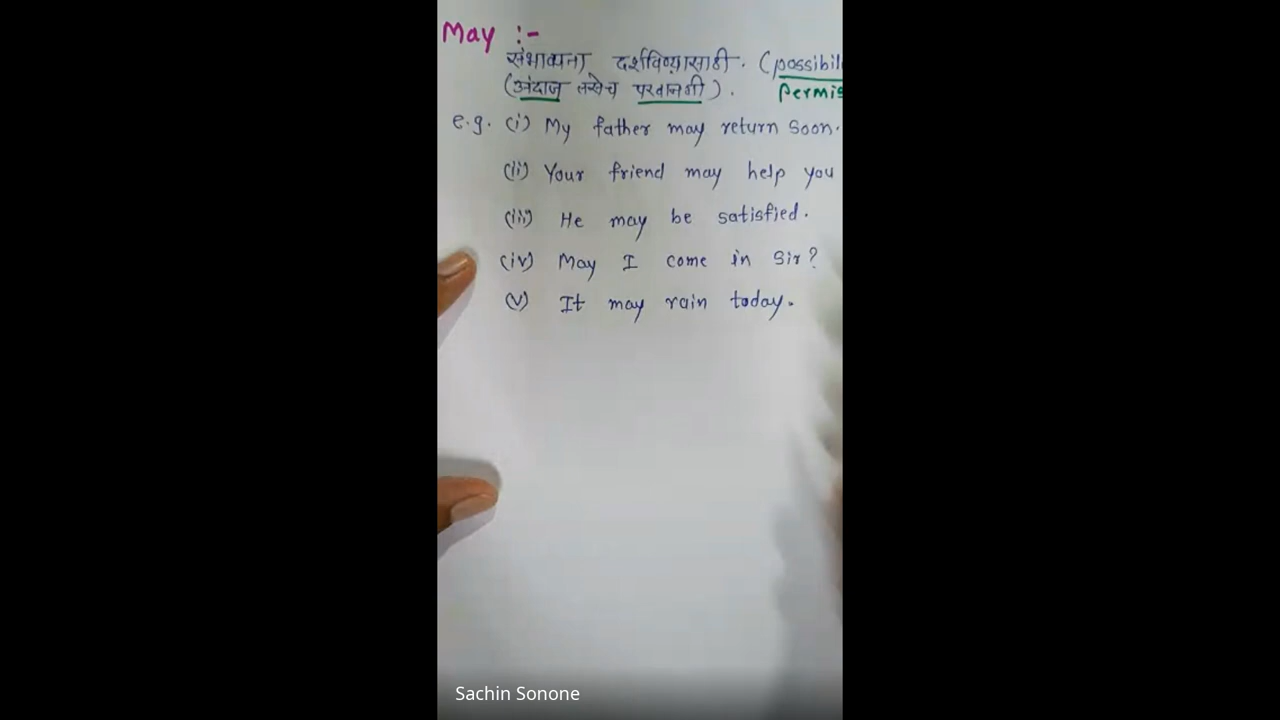 May :-
संभावना दर्शविण्यासाठी. (possibil
(अंदाज तसेच परवानगी). Permis
e.g. (i) My father may return soon.
(ii) Your friend may help you
(iii) He may be satisfied.
(iv) May I come in Sir?
(v) It may rain today.
Sachin Sonone